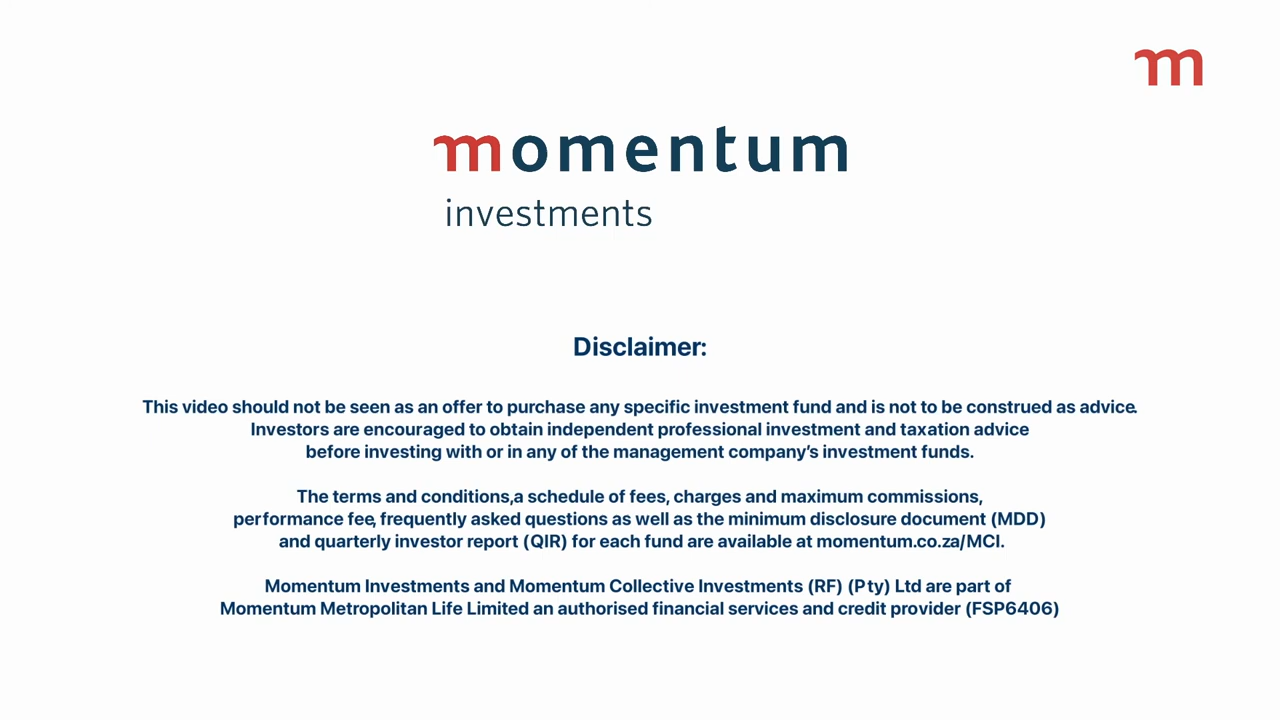 m
momentum
investments
Disclaimer:
This video should not be seen as an offer to purchase any specific investment fund and is not to be construed as advice.
Investors are encouraged to obtain independent professional investment and taxation advice
before investing with or in any of the management company's investment funds.
The terms and conditions,a schedule of fees, charges and maximum commissions,
performance fee, frequently asked questions as well as the minimum disclosure document (MDD)
and quarterly investor report (QIR) for each fund are available at momentum.co.za/MCI.
Momentum Investments and Momentum Collective Investments (RF) (Pty) Ltd are part of
Momentum Metropolitan Life Limited an authorised financial services and credit provider (FSP6406)